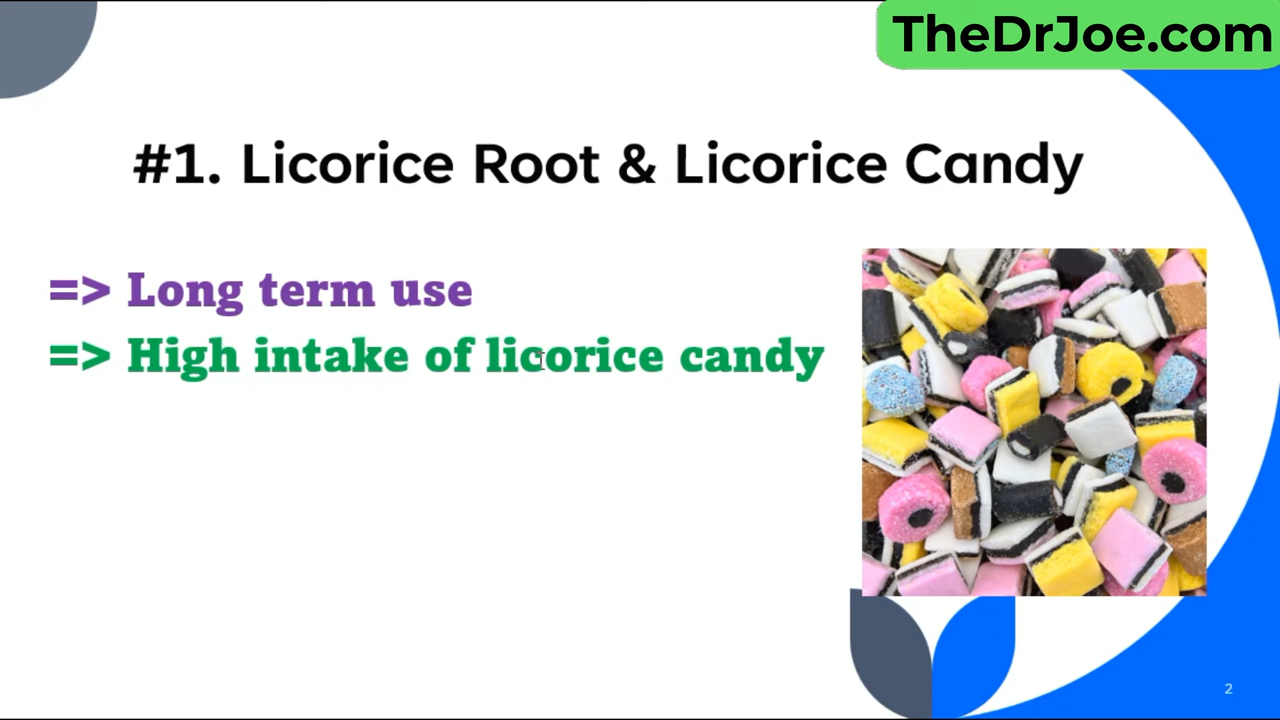 TheDrJoe.com
#1. Licorice Root & Licorice Candy
=> Long term use
=> High intake of licorice candy
2